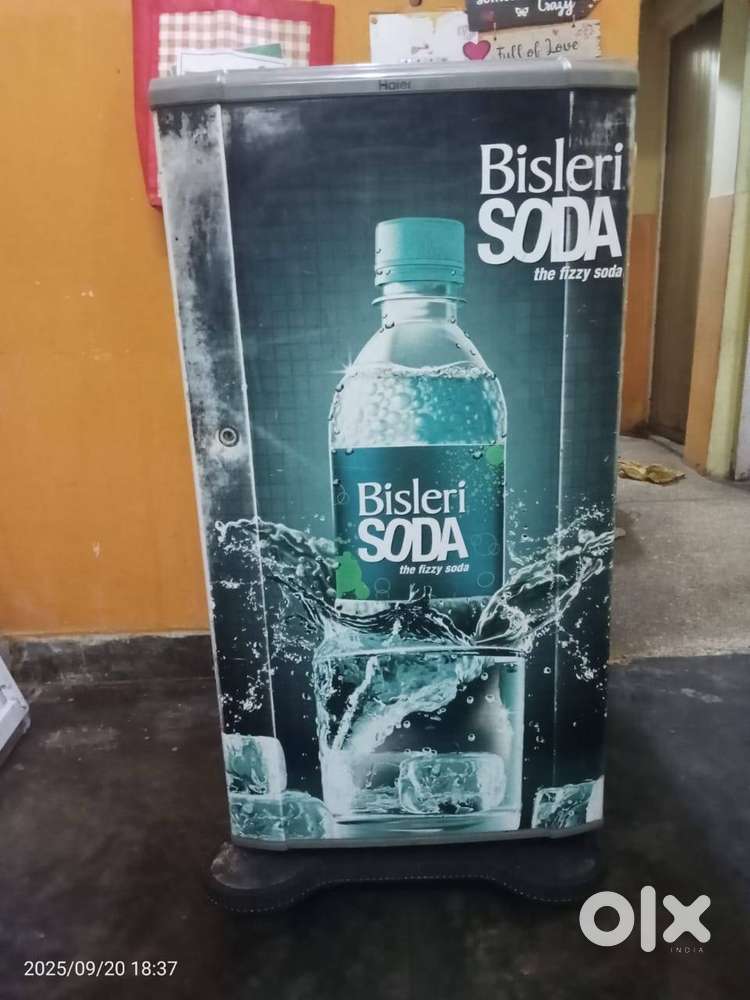 Crazy
Full of Love
Haier
Bisleri
SODA
the fizzy soda
Bisleri
SODA
the fizzy soda
olx
INDIA
2025/09/20 18:37